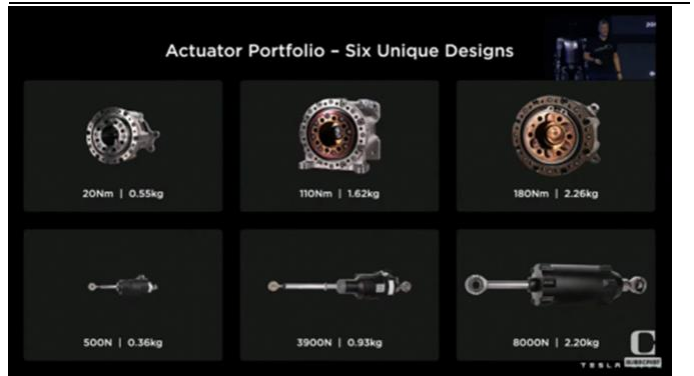 Actuator Portfolio – Six Unique Designs
20Nm | 0.55kg
110Nm | 1.62kg
180Nm | 2.26kg
500N | 0.36kg
3900N | 0.93kg
8000N | 2.20kg
C
SUBSCRIBE
TESLA